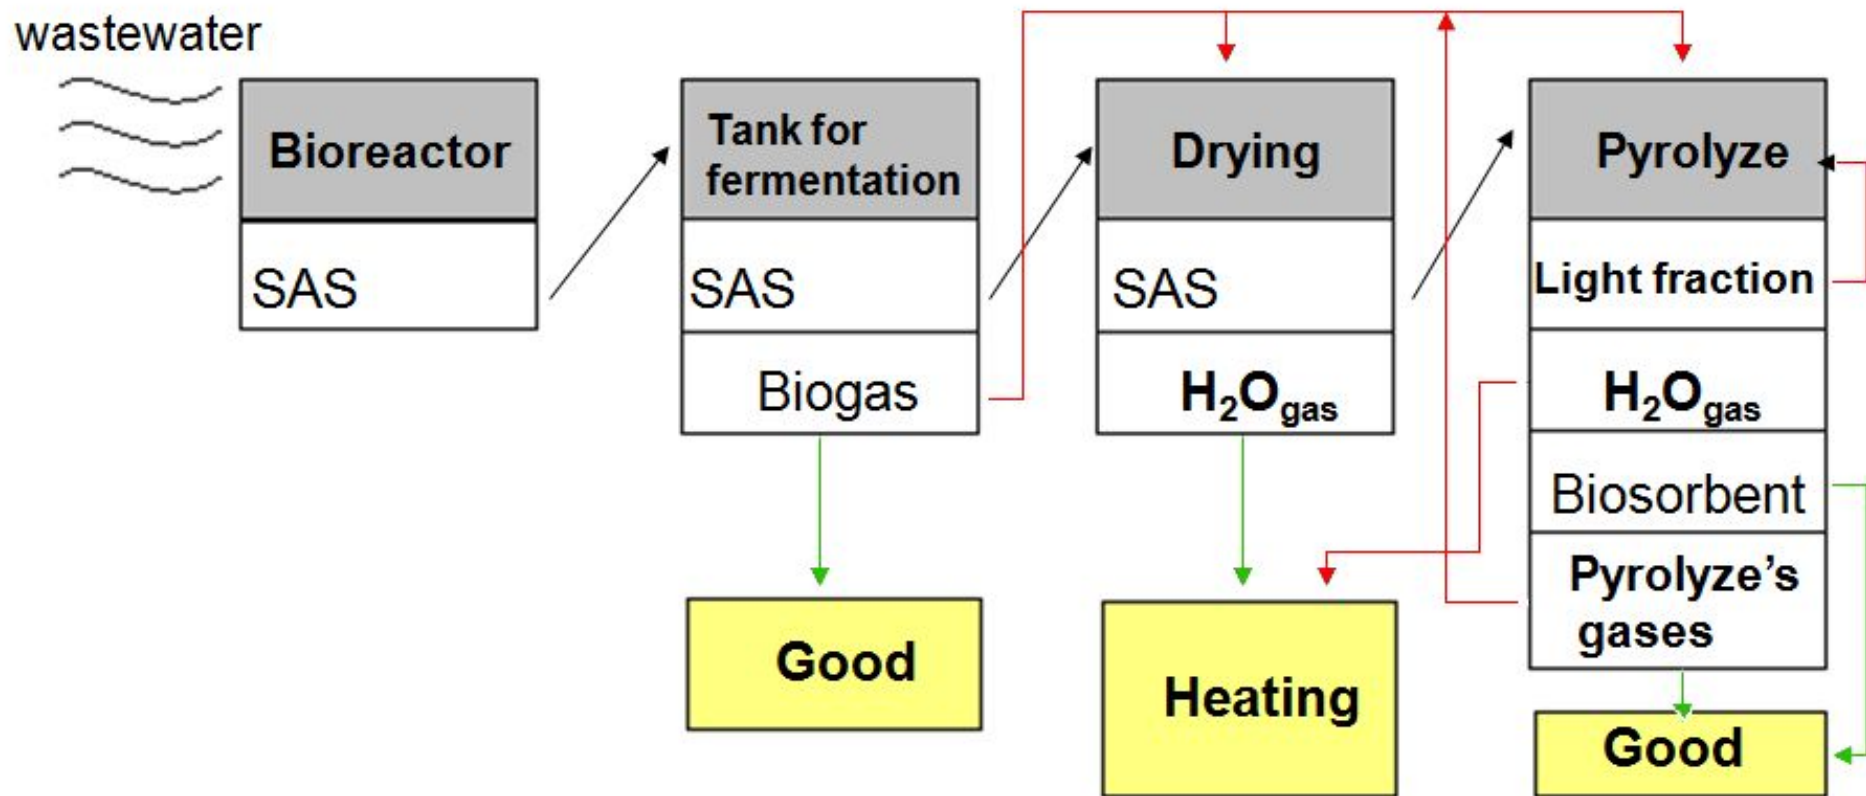 wastewater
Bioreactor
SAS
Tank for
fermentation
SAS
Biogas
Good
Drying
SAS
H₂Ogas
Heating
Pyrolyze
Light fraction
H₂Ogas
Biosorbent
Pyrolyze’s
gases
Good